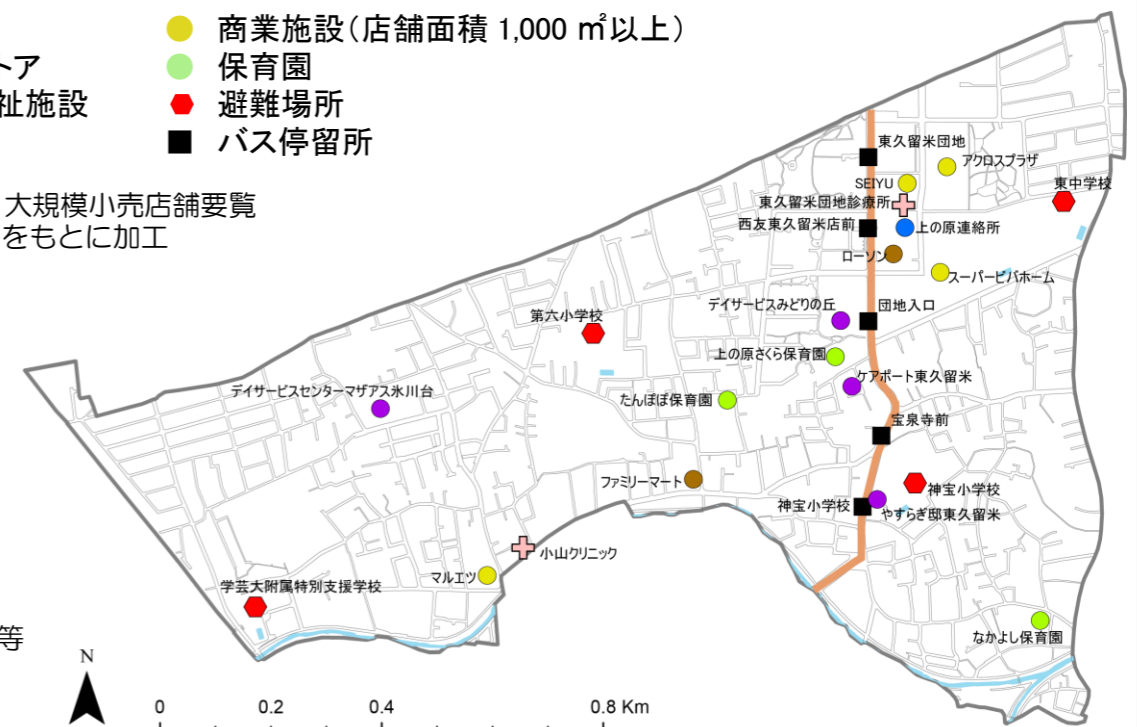 商業施設(店舗面積 1,000 ㎡以上)
トア
保育園
祉施設
避難場所
バス停留所
大規模小売店舗要覧
をもとに加工
東久留米団地
アクロスプラザ
SEIYU
東久留米団地診療所
東中学校
西友東久留米店前
上の原連絡所
ローソン
スーパービバホーム
デイサービスみどりの丘
団地入口
第六小学校
上の原さくら保育園
ケアポート東久留米
デイサービスセンターマザアス氷川台
たんぽぽ保育園
宝泉寺前
ファミリーマート
神宝小学校
神宝小学校
やすらぎ邸東久留米
小山クリニック
マルエツ
学芸大附属特別支援学校
なかよし保育園
等
N
0 0.2 0.4 0.8 Km